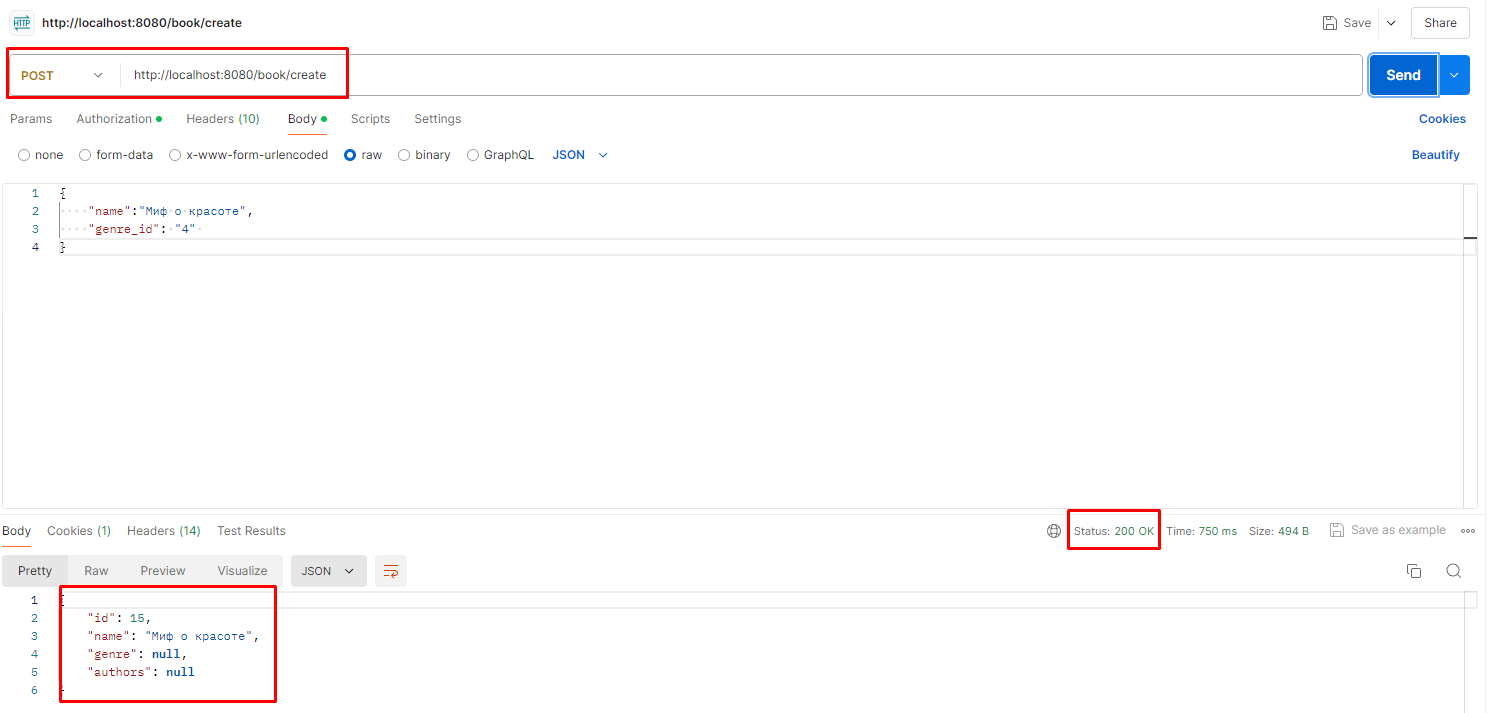 HTTP http://localhost:8080/book/create Save Share
POST http://localhost:8080/book/create Send
Params Authorization Headers (10) Body Scripts Settings Cookies
none form-data x-www-form-urlencoded raw binary GraphQL JSON Beautify
1 {
2 "name":"Миф о красоте",
3 "genre_id": "4"
4 }
Body Cookies (1) Headers (14) Test Results Status: 200 OK Time: 750 ms Size: 494 B Save as example
Pretty Raw Preview Visualize JSON
1 {
2 "id": 15,
3 "name": "Миф о красоте",
4 "genre": null,
5 "authors": null
6 }